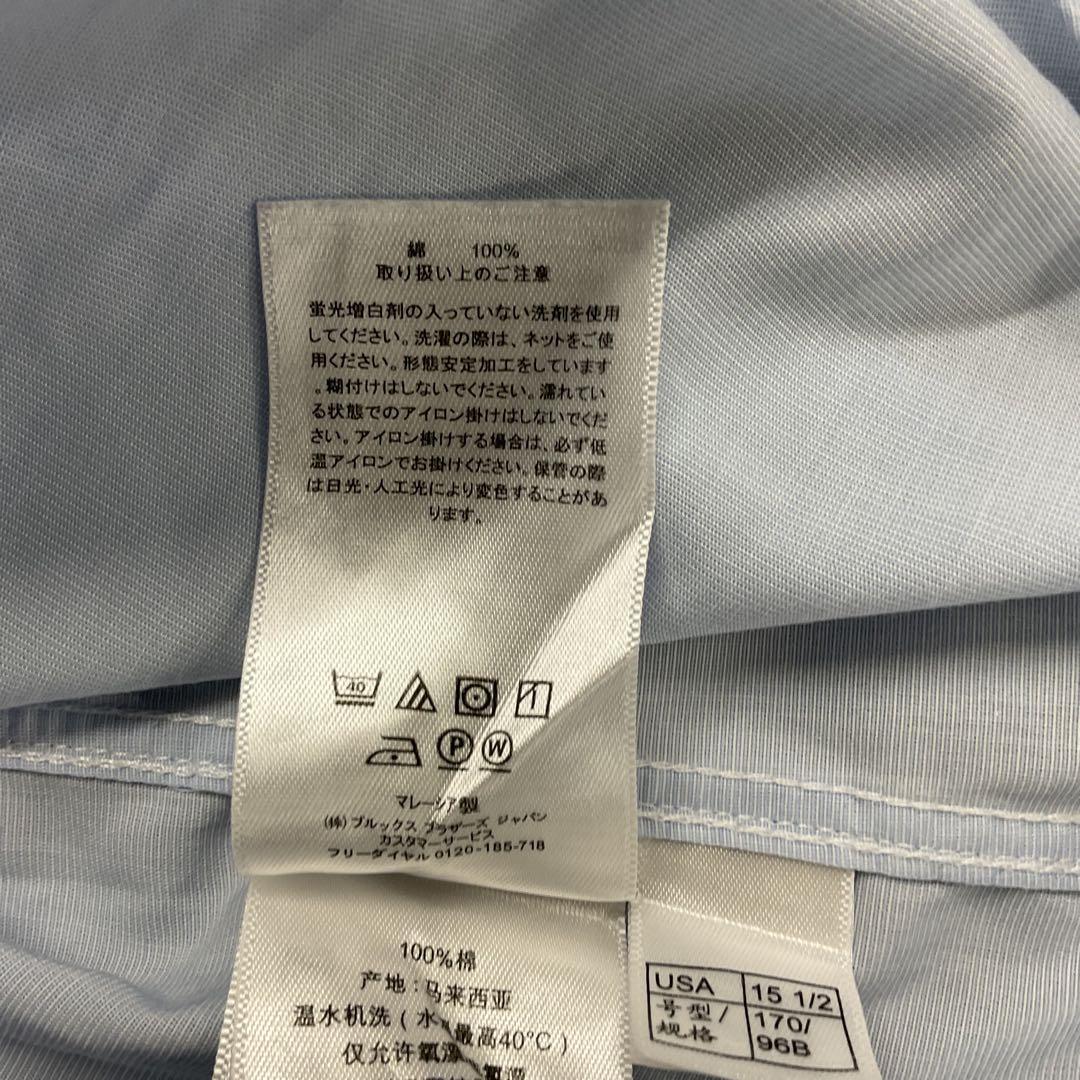 綿 100%
取り扱い上のご注意
蛍光増白剤の入っていない洗剤を使用
してください。洗濯の際は、ネットをご使
用ください。形態安定加工をしています
。糊付けはしないでください。濡れてい
る状態でのアイロン掛けはしないでくだ
さい。アイロン掛けする場合は、必ず低
温アイロンでお掛けください。保管の際
は日光・人工光により変色することがあ
ります。
40
1
P W
マレーシア製
(株)ブルックス ブラザーズ ジャパン
カスタマーサービス
フリーダイヤル 0120-185-718
100%棉
产地:马来西亚
温水机洗(水 最高40°C)
仅允许氧漂
USA 15 1/2
号型/ 170/
规格 96B